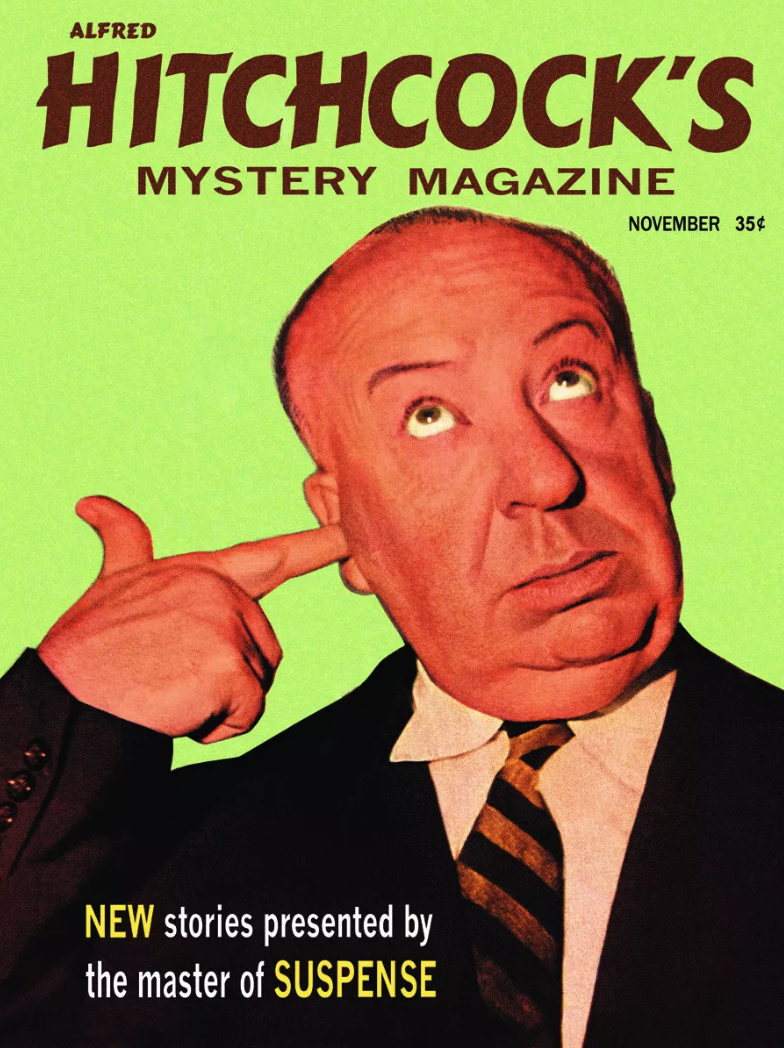 ALFRED
HITCHCOCK'S
MYSTERY MAGAZINE
NOVEMBER 35¢
NEW stories presented by
the master of SUSPENSE